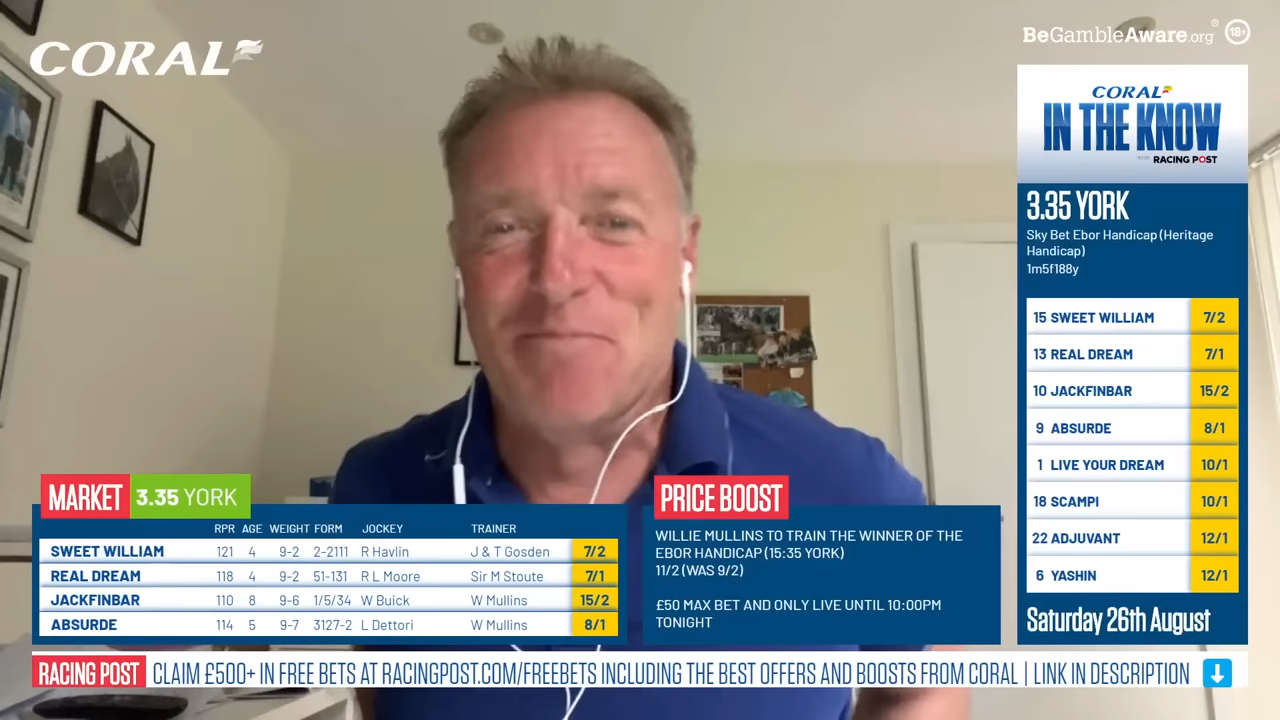 CORAL
BeGambleAware.org® 18+
CORAL
IN THE KNOW
WITH RACING POST
3.35 YORK
Sky Bet Ebor Handicap (Heritage
Handicap)
1m5f188y
15 SWEET WILLIAM 7/2
13 REAL DREAM 7/1
10 JACKFINBAR 15/2
9 ABSURDE 8/1
1 LIVE YOUR DREAM 10/1
18 SCAMPI 10/1
22 ADJUVANT 12/1
6 YASHIN 12/1
Saturday 26th August
MARKET 3.35 YORK
RPR AGE WEIGHT FORM JOCKEY TRAINER
SWEET WILLIAM 121 4 9-2 2-2111 R Havlin J & T Gosden 7/2
REAL DREAM 118 4 9-2 51-131 R L Moore Sir M Stoute 7/1
JACKFINBAR 110 8 9-6 1/5/34 W Buick W Mullins 15/2
ABSURDE 114 5 9-7 3127-2 L Dettori W Mullins 8/1
PRICE BOOST
WILLIE MULLINS TO TRAIN THE WINNER OF THE
EBOR HANDICAP (15:35 YORK)
11/2 (WAS 9/2)
£50 MAX BET AND ONLY LIVE UNTIL 10:00PM
TONIGHT
RACING POST CLAIM £500+ IN FREE BETS AT RACINGPOST.COM/FREEBETS INCLUDING THE BEST OFFERS AND BOOSTS FROM CORAL | LINK IN DESCRIPTION